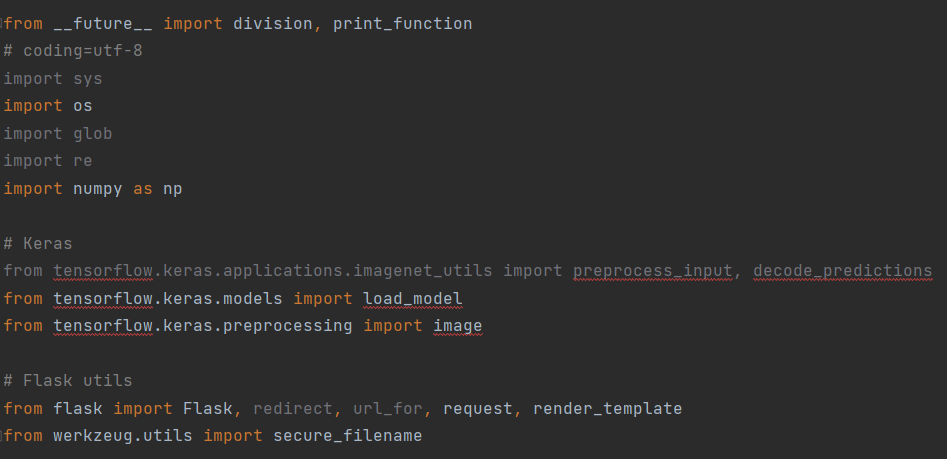 from __future__ import division, print_function
# coding=utf-8
import sys
import os
import glob
import re
import numpy as np
# Keras
from tensorflow.keras.applications.imagenet_utils import preprocess_input, decode_predictions
from tensorflow.keras.models import load_model
from tensorflow.keras.preprocessing import image
# Flask utils
from flask import Flask, redirect, url_for, request, render_template
from werkzeug.utils import secure_filename